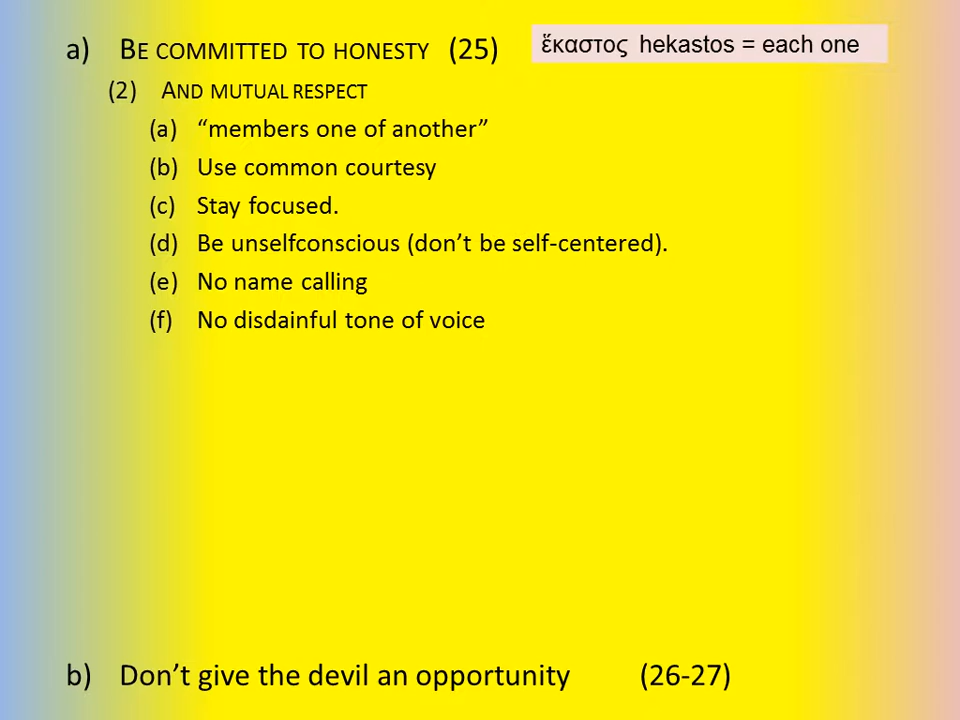 a) BE COMMITTED TO HONESTY (25)
ἕκαστος hekastos = each one
(2) AND MUTUAL RESPECT
(a) “members one of another”
(b) Use common courtesy
(c) Stay focused.
(d) Be unselfconscious (don’t be self-centered).
(e) No name calling
(f) No disdainful tone of voice
b) Don’t give the devil an opportunity (26-27)